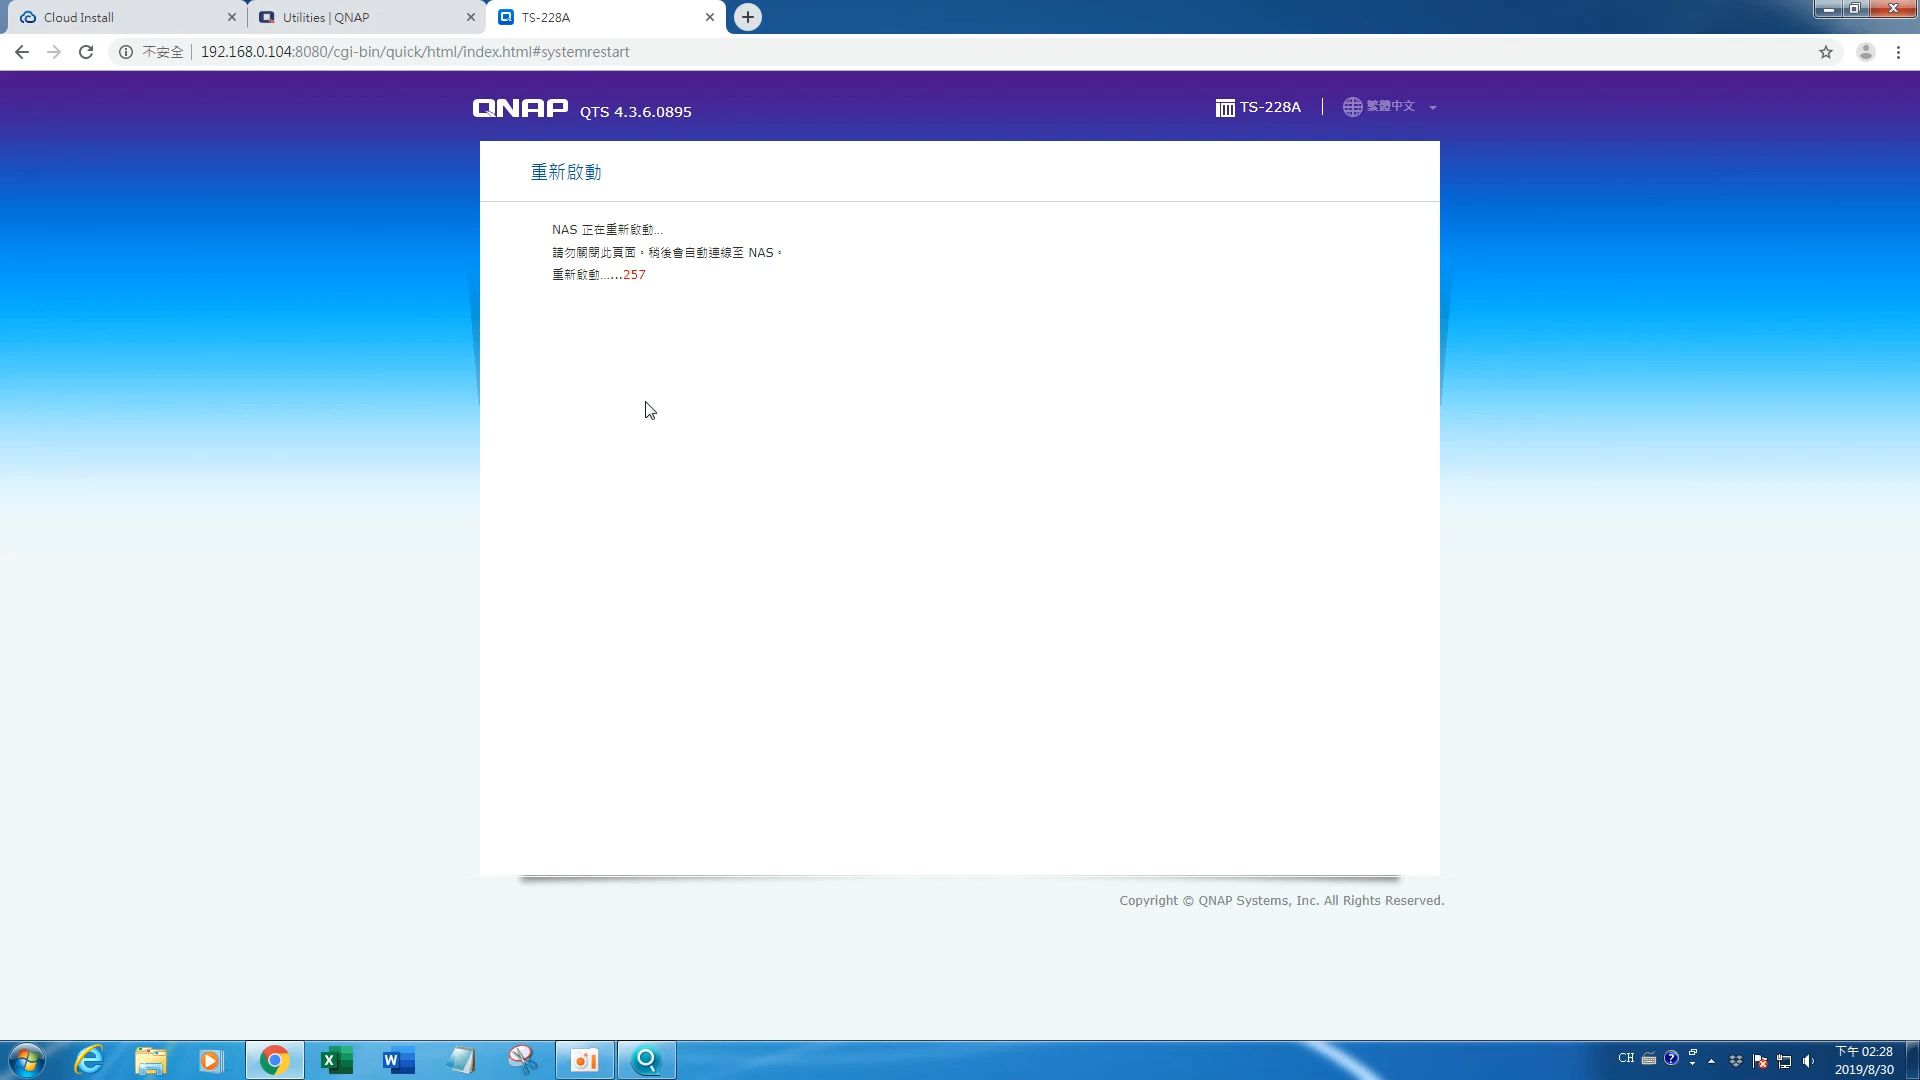 Cloud Install
Utilities | QNAP
TS-228A
不安全
192.168.0.104:8080/cgi-bin/quick/html/index.html#systemrestart
QNAP QTS 4.3.6.0895
TS-228A
繁體中文
重新啟動
NAS 正在重新啟動...
請勿關閉此頁面。稍後會自動連線至 NAS。
重新啟動......257
Copyright © QNAP Systems, Inc. All Rights Reserved.
CH
下午 02:28
2019/8/30